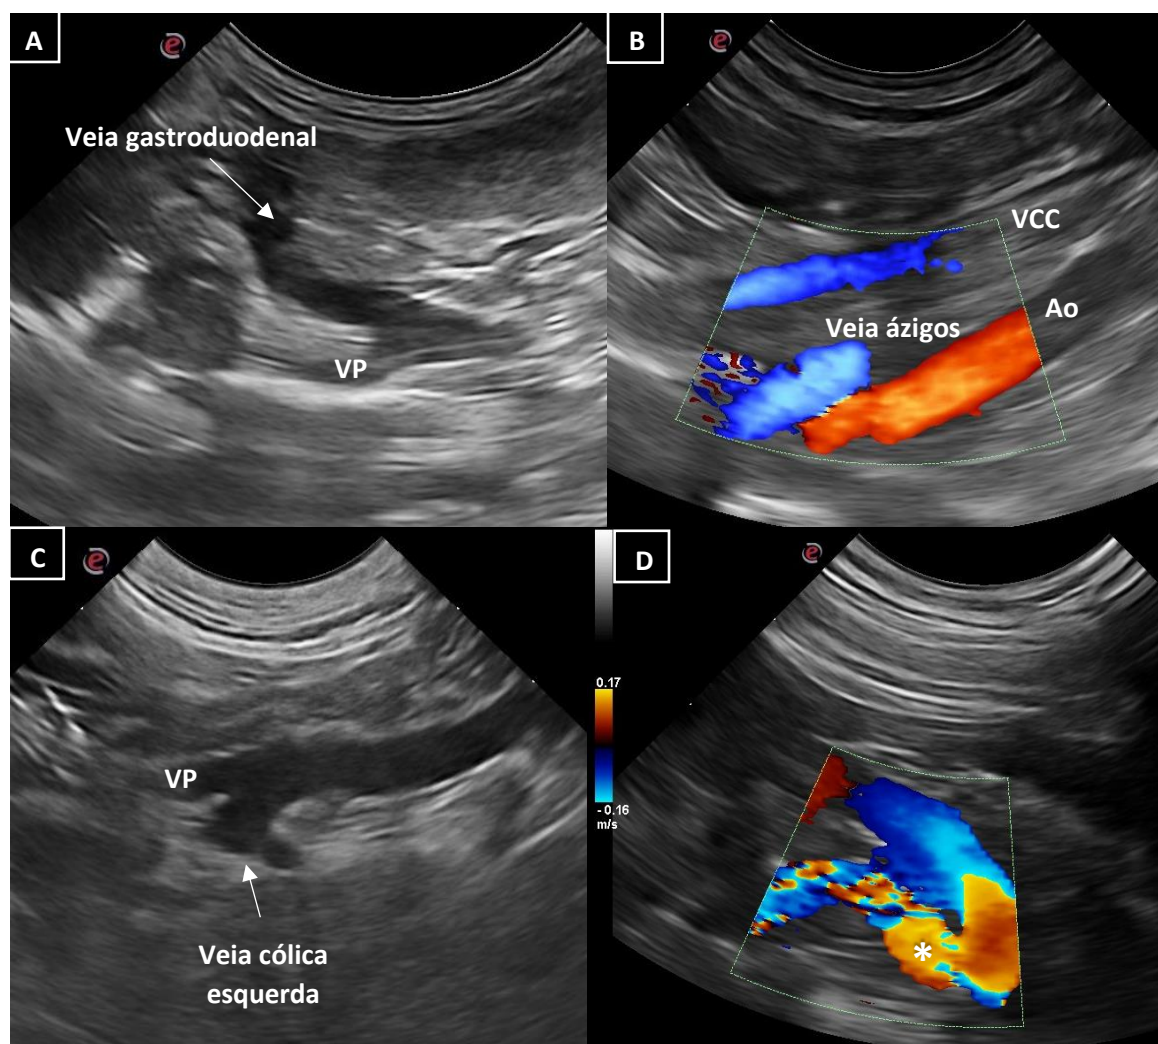 A
Veia gastroduodenal
VP
B
VCC
Veia ázigos
Ao
C
VP
Veia cólica
esquerda
D
0.17
-0.16
m/s
*